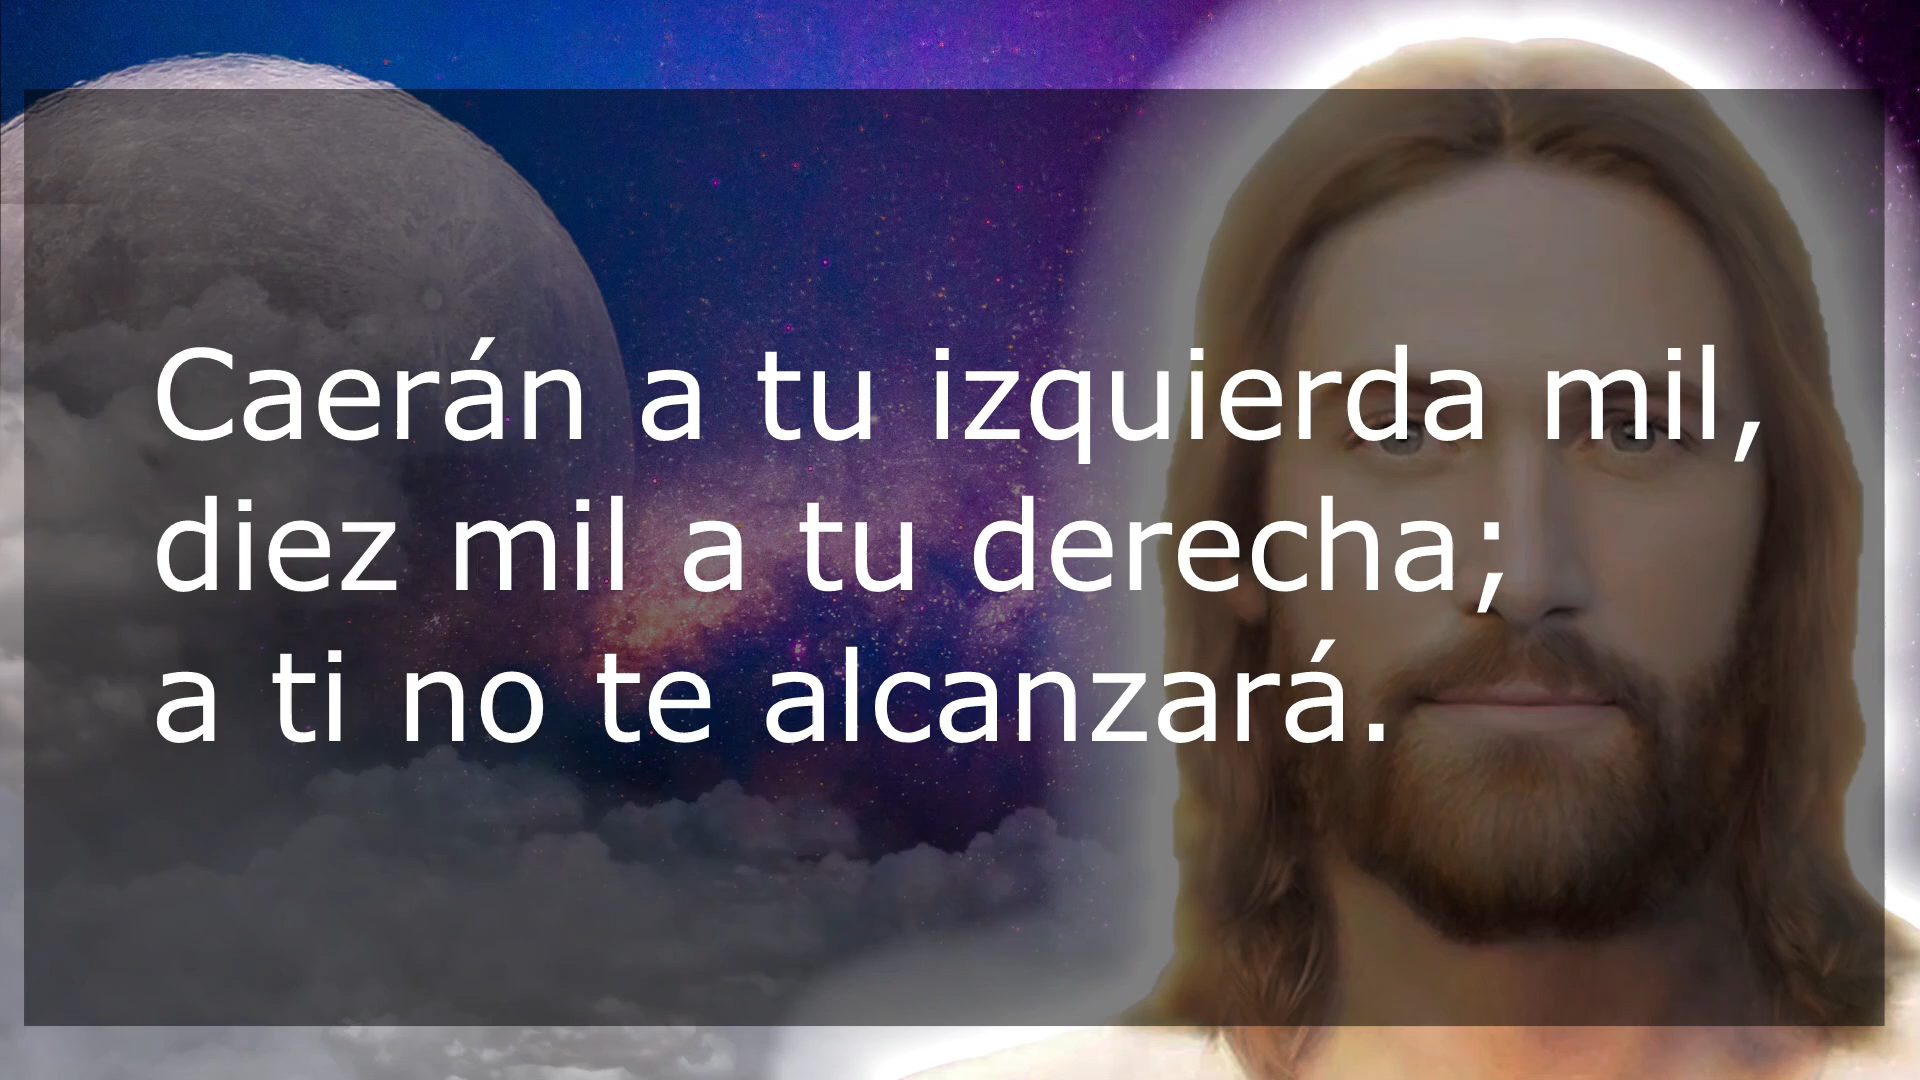 Caerán a tu izquierda mil,
diez mil a tu derecha;
a ti no te alcanzará.